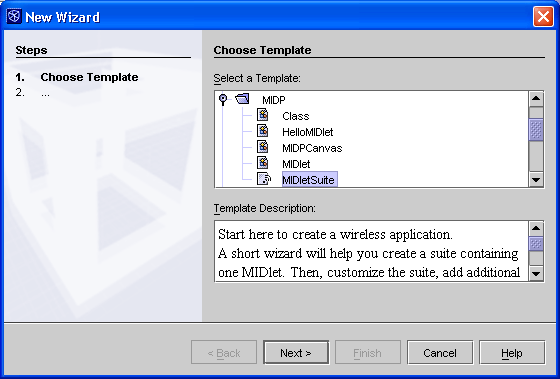 New Wizard
Steps
1. Choose Template
2. ...
Choose Template
Select a Template:
MIDP
Class
HelloMIDlet
MIDPCanvas
MIDlet
MIDletSuite
Template Description:
Start here to create a wireless application.
A short wizard will help you create a suite containing
one MIDlet. Then, customize the suite, add additional
< Back
Next >
Finish
Cancel
Help